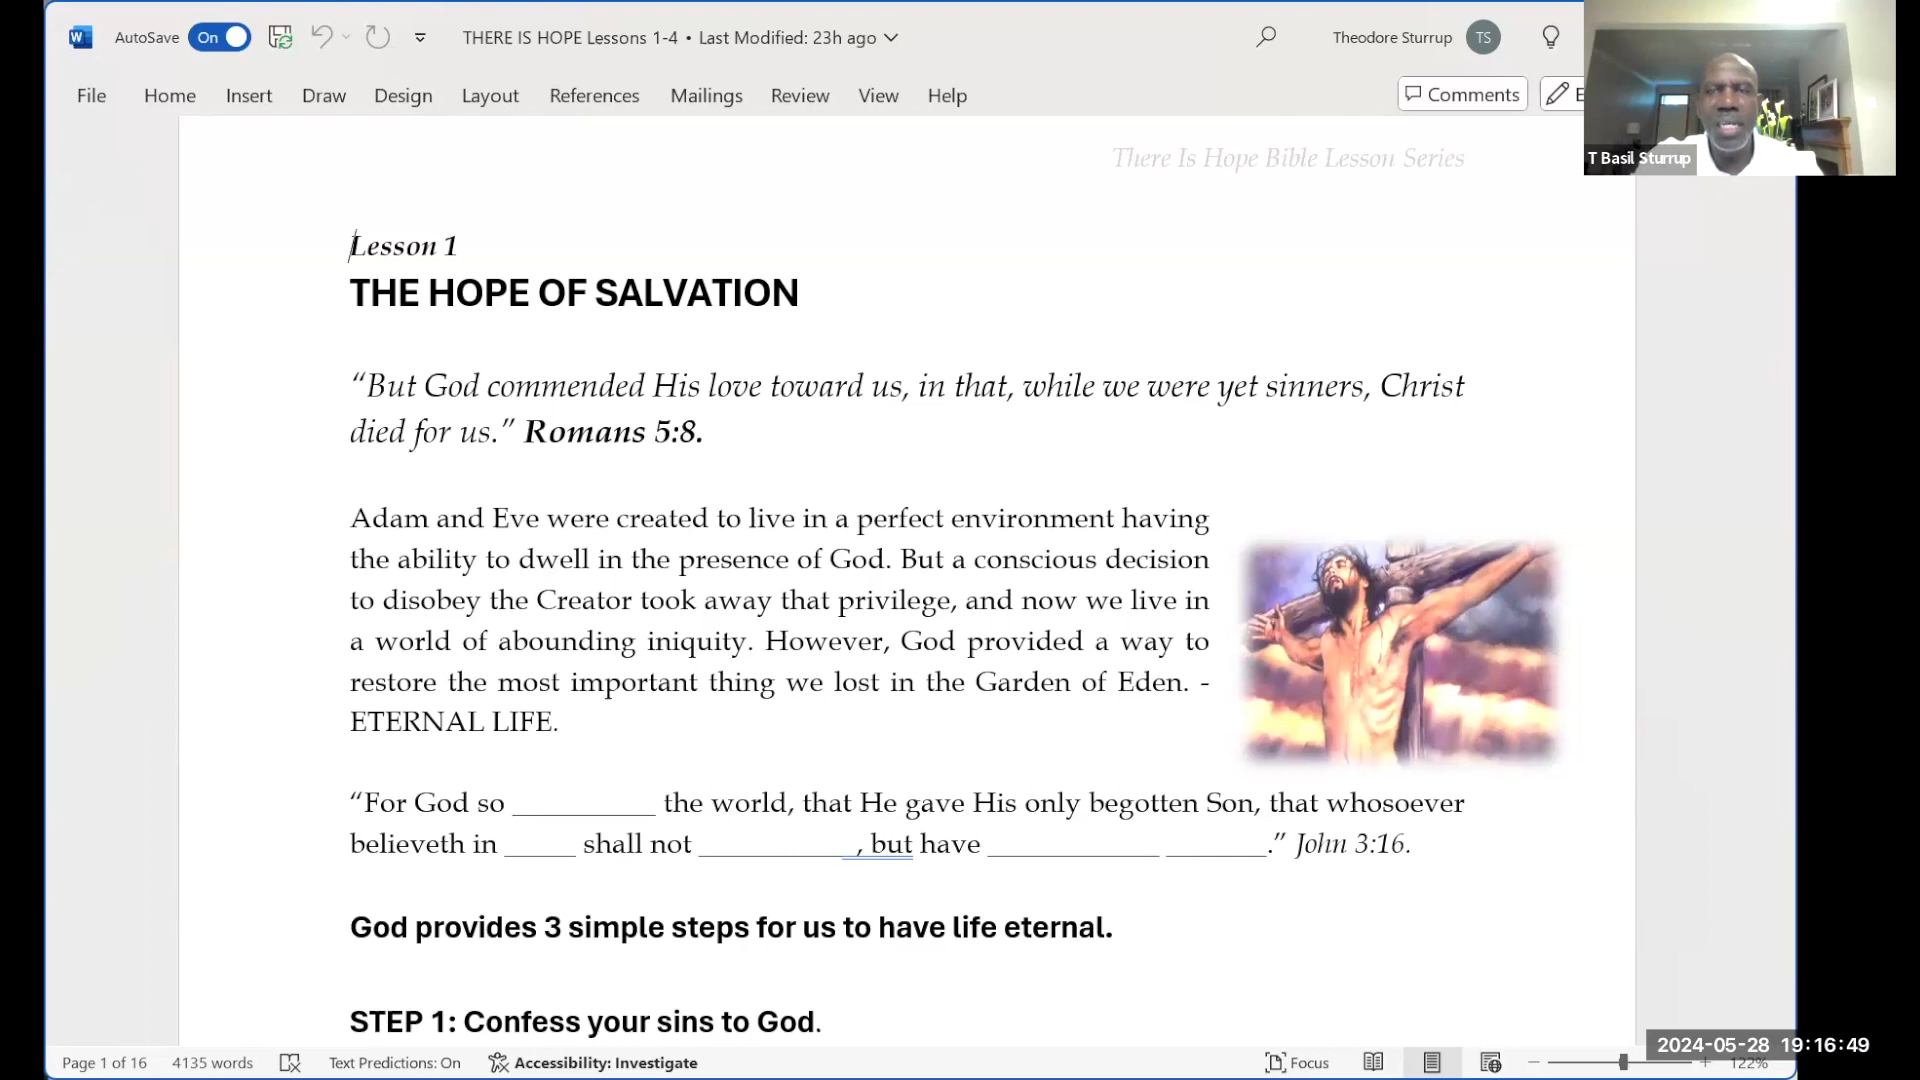 AutoSave On THERE IS HOPE Lessons 1-4 • Last Modified: 23h ago Theodore Sturrup TS
File Home Insert Draw Design Layout References Mailings Review View Help Comments E
T Basil Sturrup
There Is Hope Bible Lesson Series
Lesson 1
THE HOPE OF SALVATION
“But God commended His love toward us, in that, while we were yet sinners, Christ
died for us.” Romans 5:8.
Adam and Eve were created to live in a perfect environment having
the ability to dwell in the presence of God. But a conscious decision
to disobey the Creator took away that privilege, and now we live in
a world of abounding iniquity. However, God provided a way to
restore the most important thing we lost in the Garden of Eden. -
ETERNAL LIFE.
“For God so __________ the world, that He gave His only begotten Son, that whosoever
believeth in _____ shall not ___________, but have ____________ _______.” John 3:16.
God provides 3 simple steps for us to have life eternal.
STEP 1: Confess your sins to God.
2024-05-28 19:16:49
Page 1 of 16 4135 words Text Predictions: On Accessibility: Investigate Focus 122%